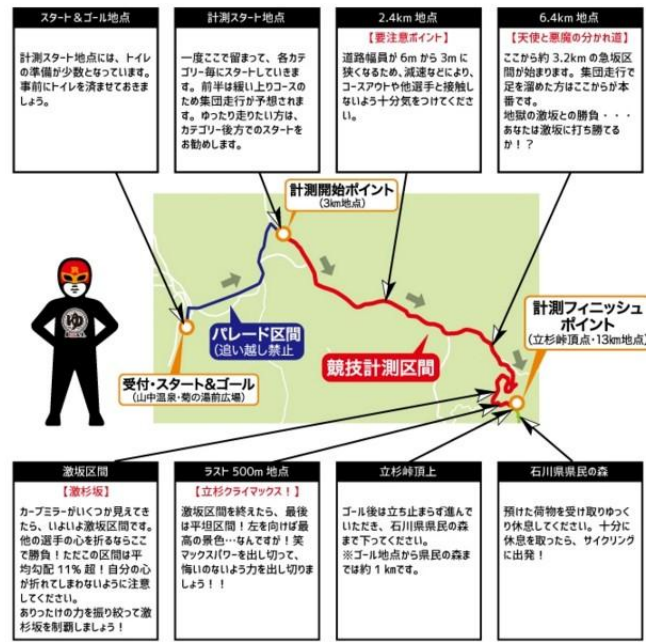 スタート&ゴール地点
計測スタート地点には、トイレ
の準備が少数となっています。
事前にトイレを済ませておきま
しょう。
計測スタート地点
一度ここで留まって、各カテ
ゴリー毎にスタートしていきま
す。前半は緩い上りコースの
ため集団走行が予想されま
す。ゆったり走りたい方は、
カテゴリー後方でのスタートを
お勧めします。
2.4km 地点
【要注意ポイント】
道路幅員が 6m から 3m に
狭くなるため、減速などにより、
コースアウトや他選手と接触し
ないよう十分気をつけてくださ
い。
6.4km 地点
【天使と悪魔の分かれ道】
ここから約 3.2km の急坂区
間が始まります。集団走行で
足を溜めた方はここからが本
番です。
地獄の激坂との勝負・・・
あなたは激坂に打ち勝てる
か!?
計測開始ポイント
(3km地点)
パレード区間
(追い越し禁止
競技計測区間
計測フィニッシュ
ポイント
(立杉峠頂点・13km地点)
受付・スタート&ゴール
(山中温泉・菊の湯前広場)
ゆ
激坂区間
【激杉坂】
カーブミラーがいくつか見えてき
たら、いよいよ激坂区間です。
他の選手の心を折るならここ
で勝負!ただこの区間は平
均勾配 11% 超!自分の心
が折れてしまわないように注意
してください。
ありったけの力を振り絞って激
杉坂を制覇しましょう!
ラスト 500m 地点
【立杉クライマックス!】
激坂区間を終えたら、最後
は平坦区間!左を向けば最
高の景色…なんですが!笑
マックスパワーを出し切って、
悔いのないよう力を出し切りま
しょう!!
立杉峠頂上
ゴール後は立ち止まらず進んで
いただき、石川県県民の森
まで下ってください。
※ゴール地点から県民の森ま
では約 1 kmです。
石川県県民の森
預けた荷物を受け取りゆっく
り休息してください。十分に
休息を取ったら、サイクリング
に出発!